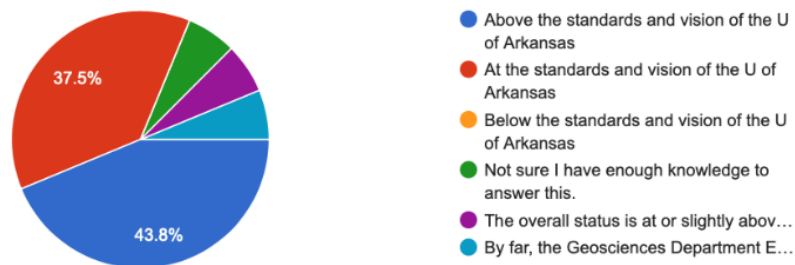 37.5%
43.8%
Above the standards and vision of the U
of Arkansas
At the standards and vision of the U of
Arkansas
Below the standards and vision of the U
of Arkansas
Not sure I have enough knowledge to
answer this.
The overall status is at or slightly abov...
By far, the Geosciences Department E...